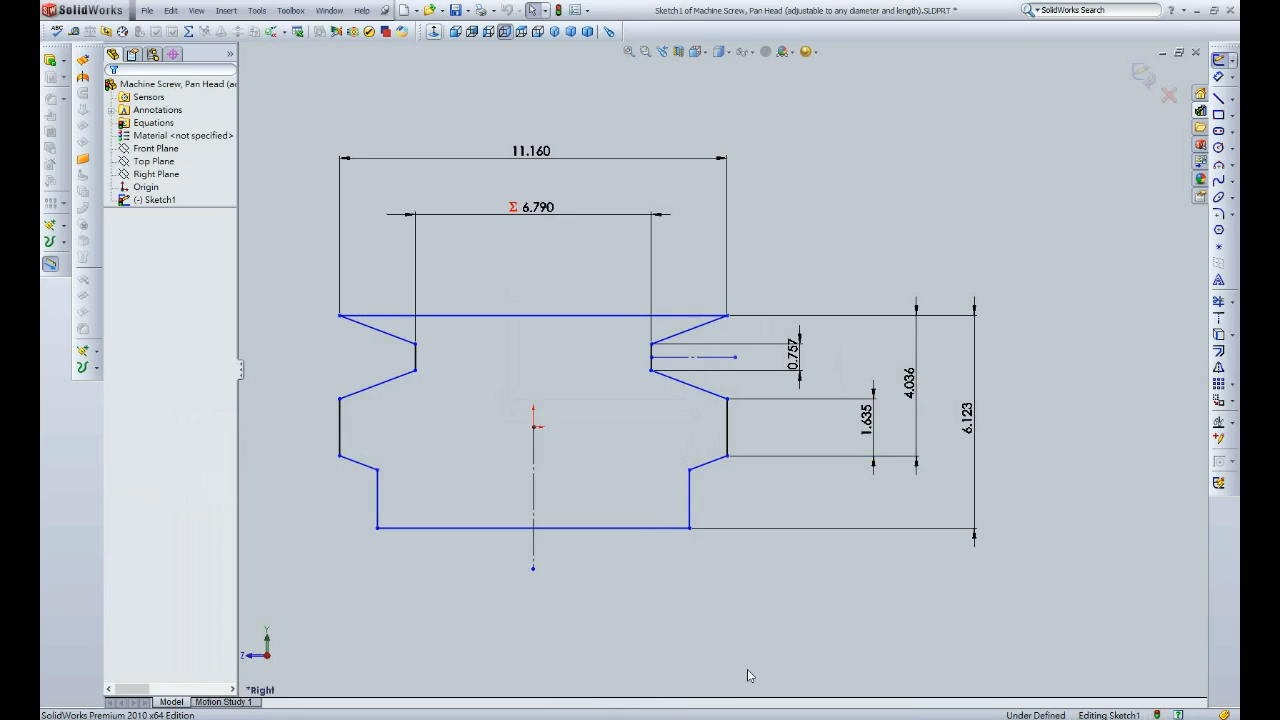 SolidWorks File Edit View Insert Tools Toolbox Window Help Sketch1 of Machine Screw, Pan Head (adjustable to any diameter and length).SLDPRT * SolidWorks Search ?
Machine Screw, Pan Head (ac
Sensors
A Annotations
Equations
Material <not specified>
Front Plane
Top Plane
Right Plane
Origin
(-) Sketch1
11.160
Σ 6.790
0.757
1.635
4.036
6.123
Y
Z
*Right
Model Motion Study 1
SolidWorks Premium 2010 x64 Edition Under Defined Editing Sketch1